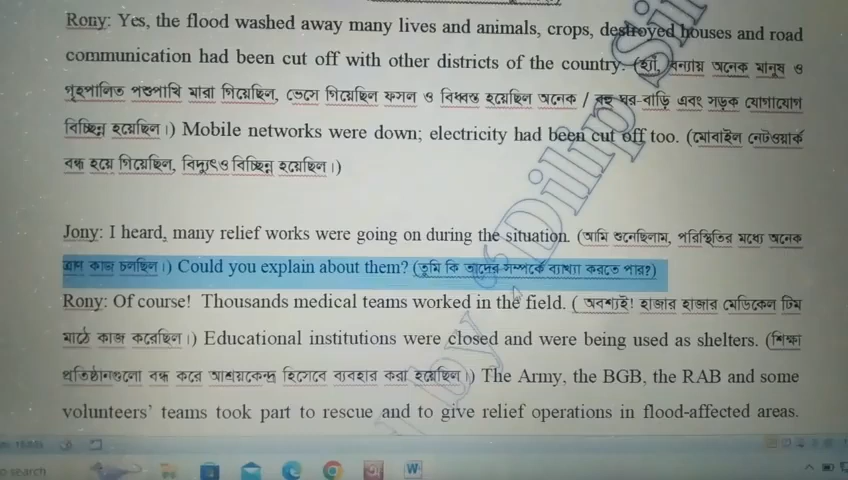 Rony: Yes, the flood washed away many lives and animals, crops, destroyed houses and road
communication had been cut off with other districts of the country. (হ্যাঁ, বন্যায় অনেক মানুষ ও
গৃহপালিত পশুপাখি মারা গিয়েছিল, ভেসে গিয়েছিল ফসল ও বিধ্বস্ত হয়েছিল অনেক / বহু ঘর-বাড়ি এবং সড়ক যোগাযোগ
বিচ্ছিন্ন হয়েছিল।) Mobile networks were down; electricity had been cut off too. (মোবাইল নেটওয়ার্ক
বন্ধ হয়ে গিয়েছিল, বিদ্যুৎও বিচ্ছিন্ন হয়েছিল।)
Jony: I heard, many relief works were going on during the situation. (আমি শুনেছিলাম, পরিস্থিতির মধ্যে অনেক
ত্রাণ কাজ চলছিল।) Could you explain about them? (তুমি কি তাদের সম্পর্কে ব্যাখ্যা করতে পার?)
Rony: Of course! Thousands medical teams worked in the field. ( অবশ্যই! হাজার হাজার মেডিকেল টিম
মাঠে কাজ করেছিল।) Educational institutions were closed and were being used as shelters. (শিক্ষা
প্রতিষ্ঠানগুলো বন্ধ করে আশ্রয়কেন্দ্র হিসেবে ব্যবহার করা হয়েছিল।) The Army, the BGB, the RAB and some
volunteers' teams took part to rescue and to give relief operations in flood-affected areas.
by "Dilip
search